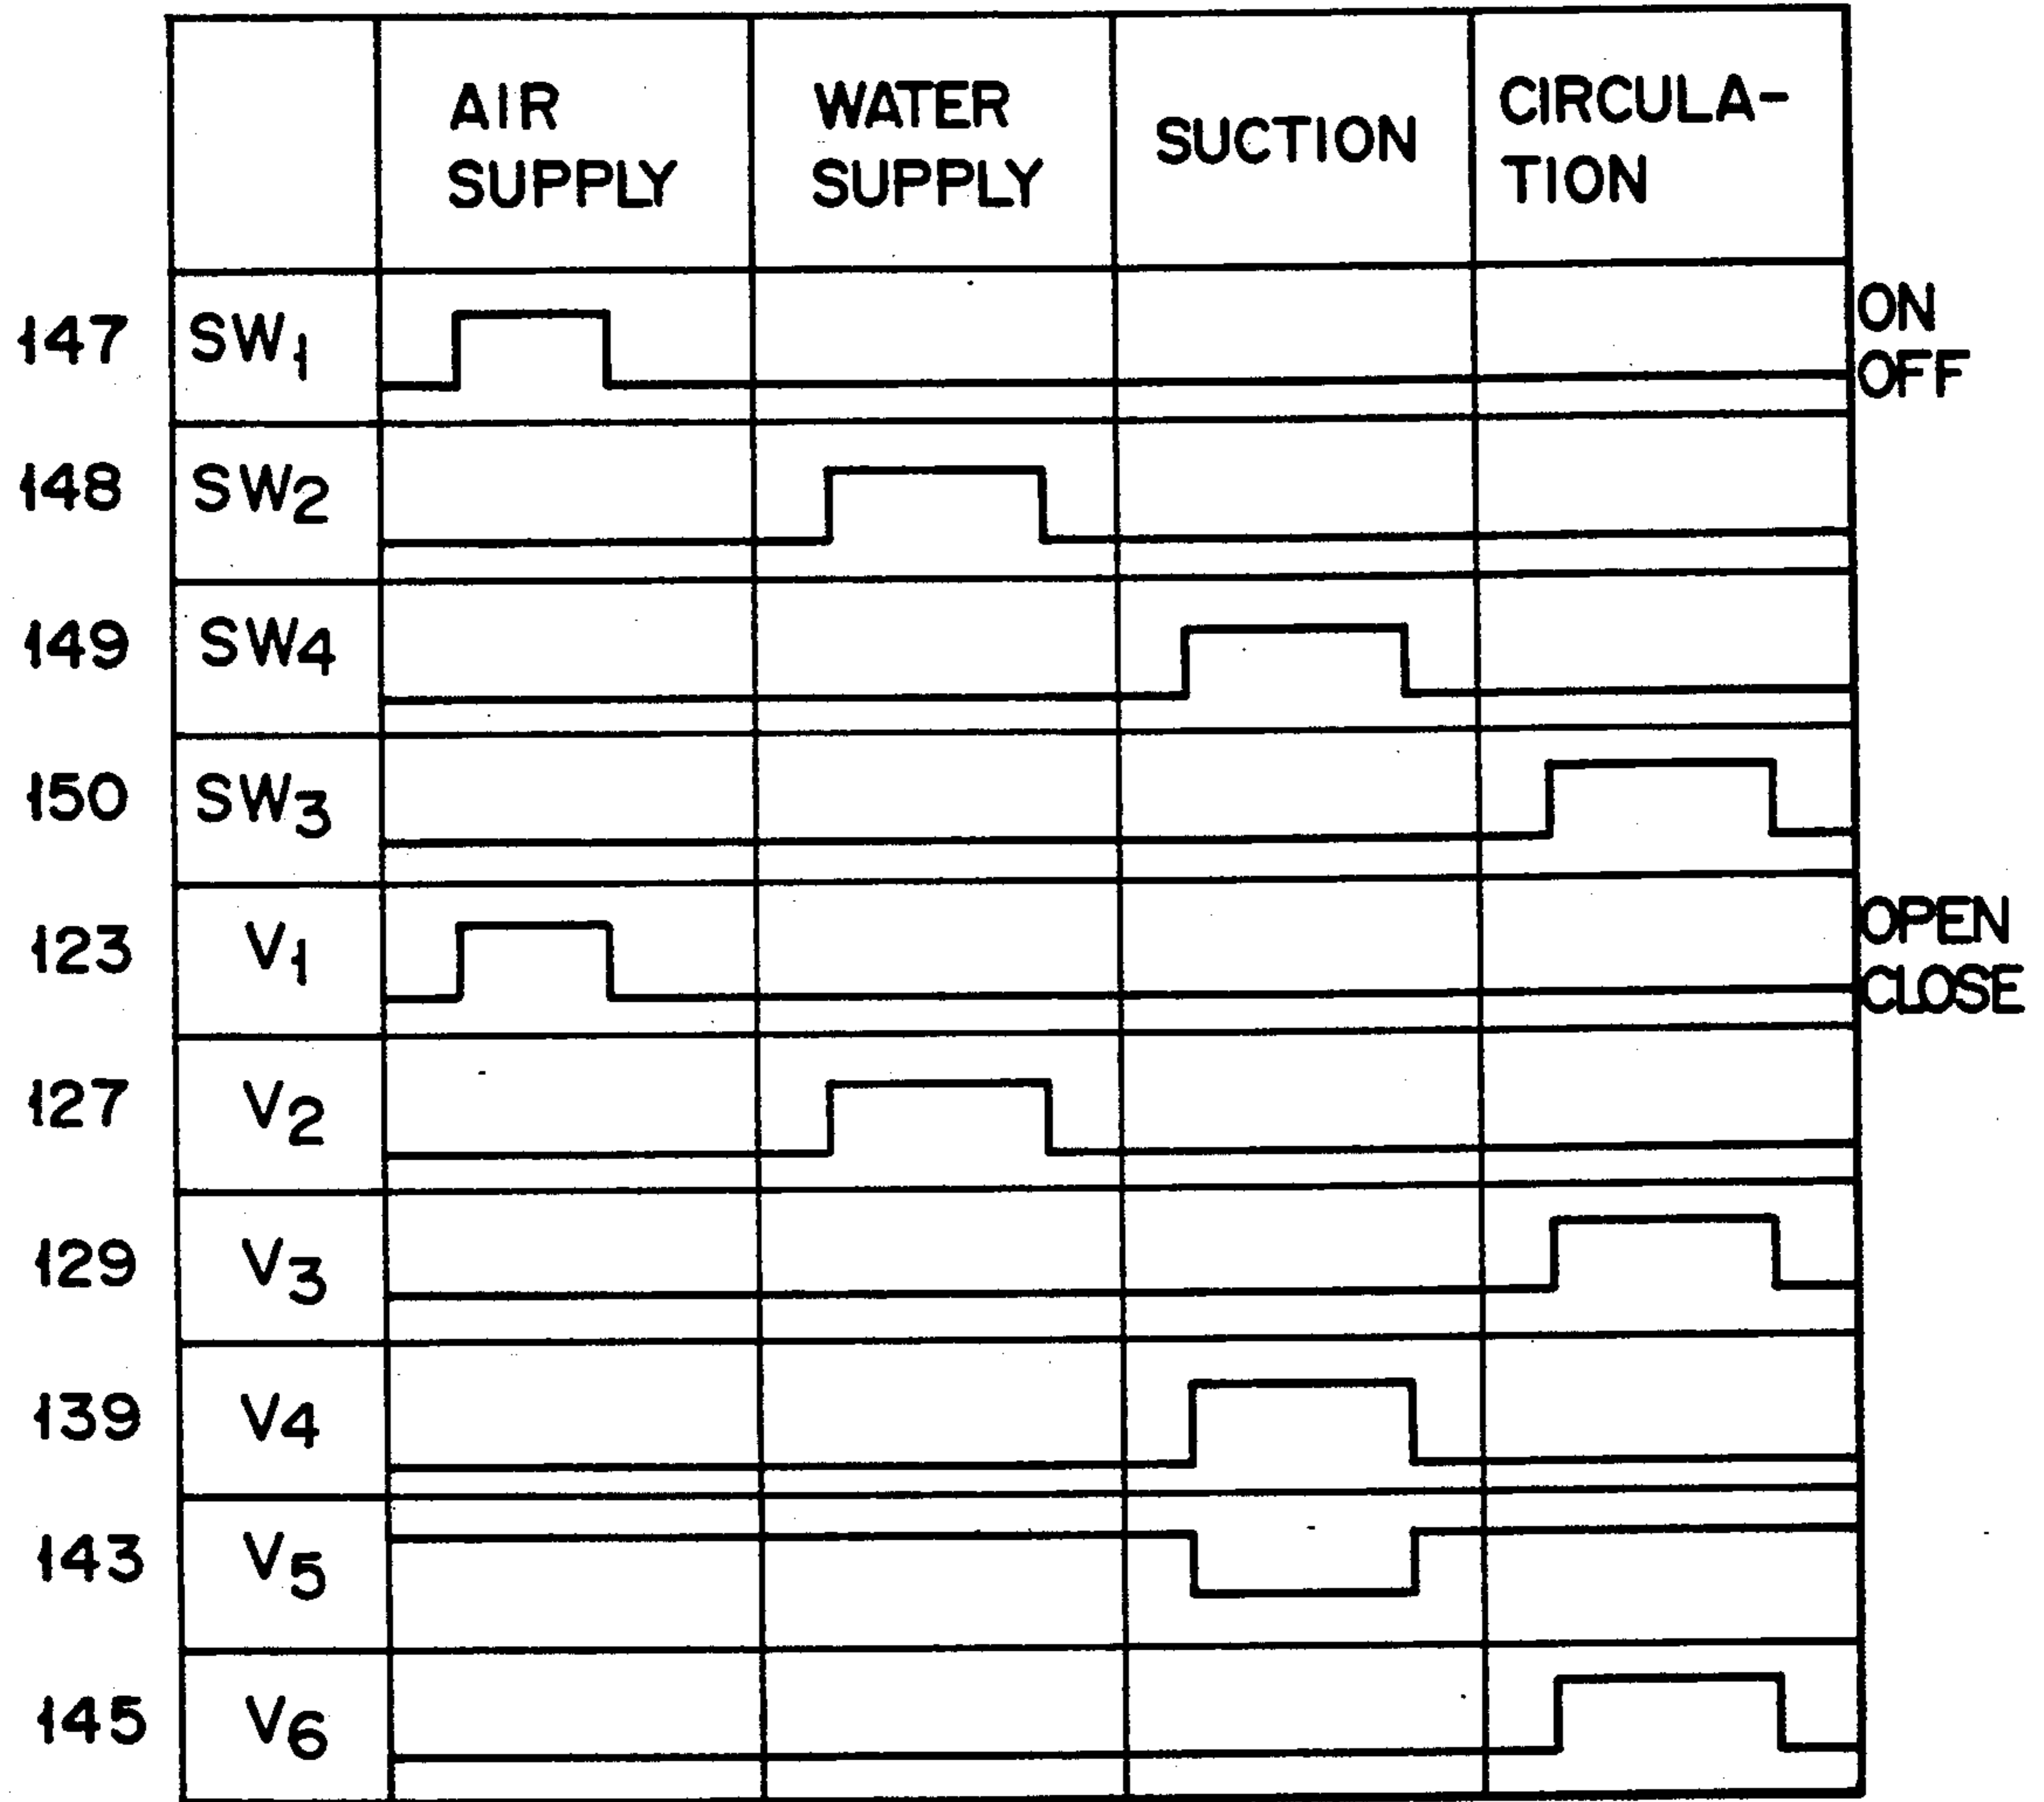 AIR
SUPPLY
WATER
SUPPLY
SUCTION
CIRCULA-
TION
147 SW1 ON
OFF
148 SW2
149 SW4
150 SW3
123 V1 OPEN
CLOSE
127 V2
129 V3
139 V4
143 V5
145 V6